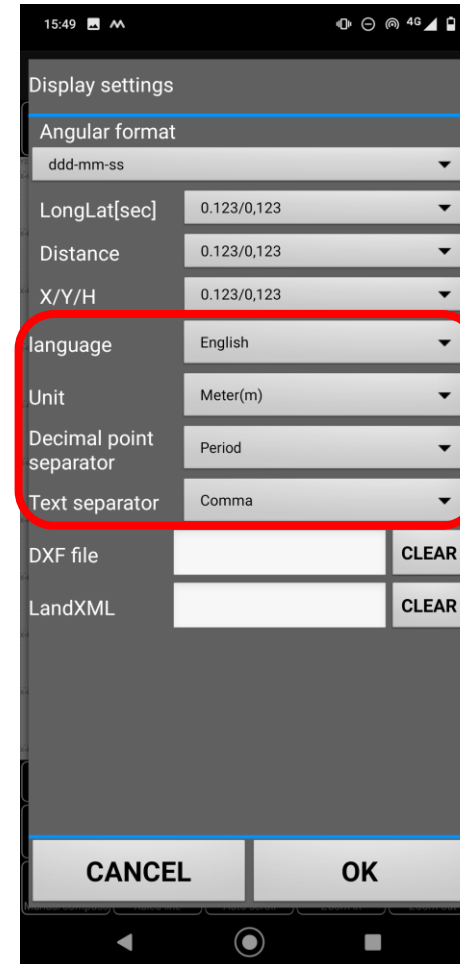 15:49 4G
Display settings
Angular format
ddd-mm-ss
LongLat[sec] 0.123/0,123
Distance 0.123/0,123
X/Y/H 0.123/0,123
language English
Unit Meter(m)
Decimal point
separator Period
Text separator Comma
DXF file CLEAR
LandXML CLEAR
CANCEL OK